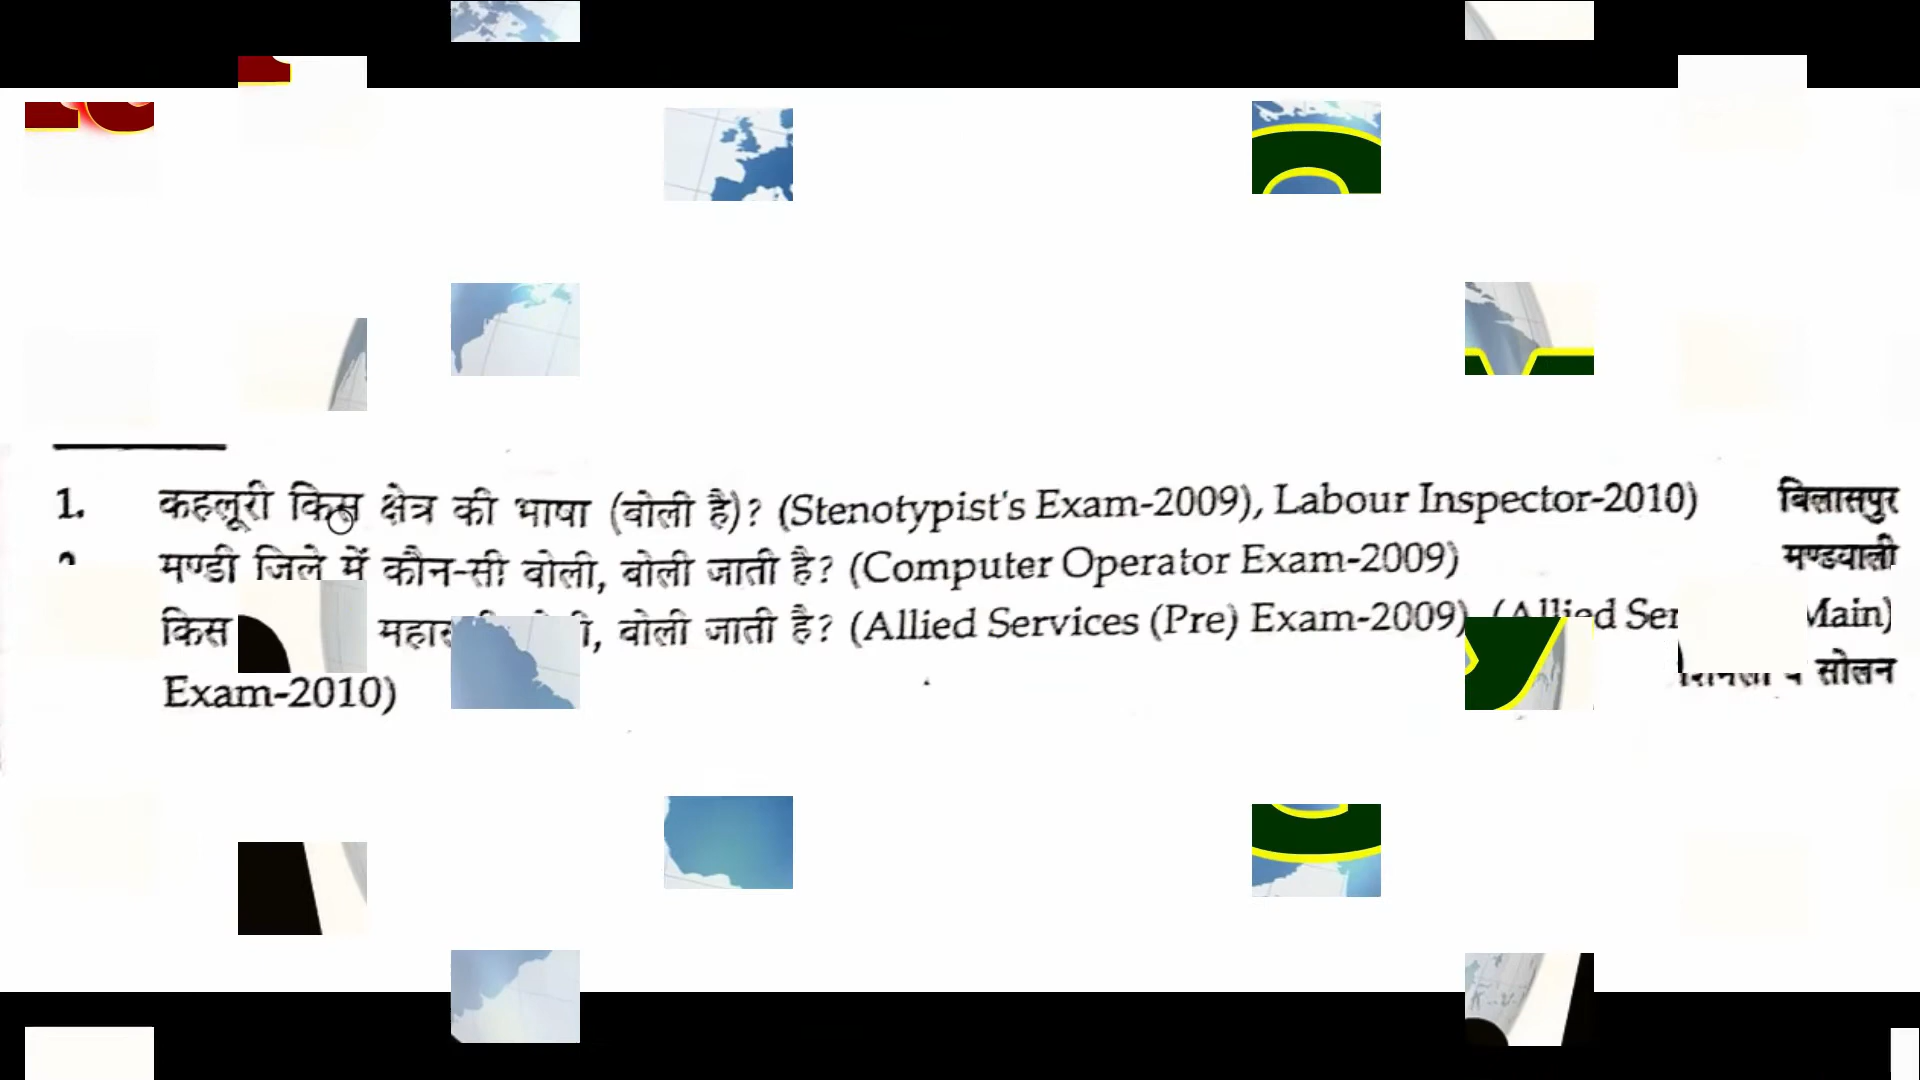 1. कहलूरी किस क्षेत्र की भाषा (बोली है)? (Stenotypist's Exam-2009), Labour Inspector-2010) बिलासपुर
मण्डी जिले में कौन-सी बोली, बोली जाती है? (Computer Operator Exam-2009) मण्डयाली
किस बोली जाती है? (Allied Services (Pre) Exam-2009), (Allied Main)
Exam-2010) सोलन